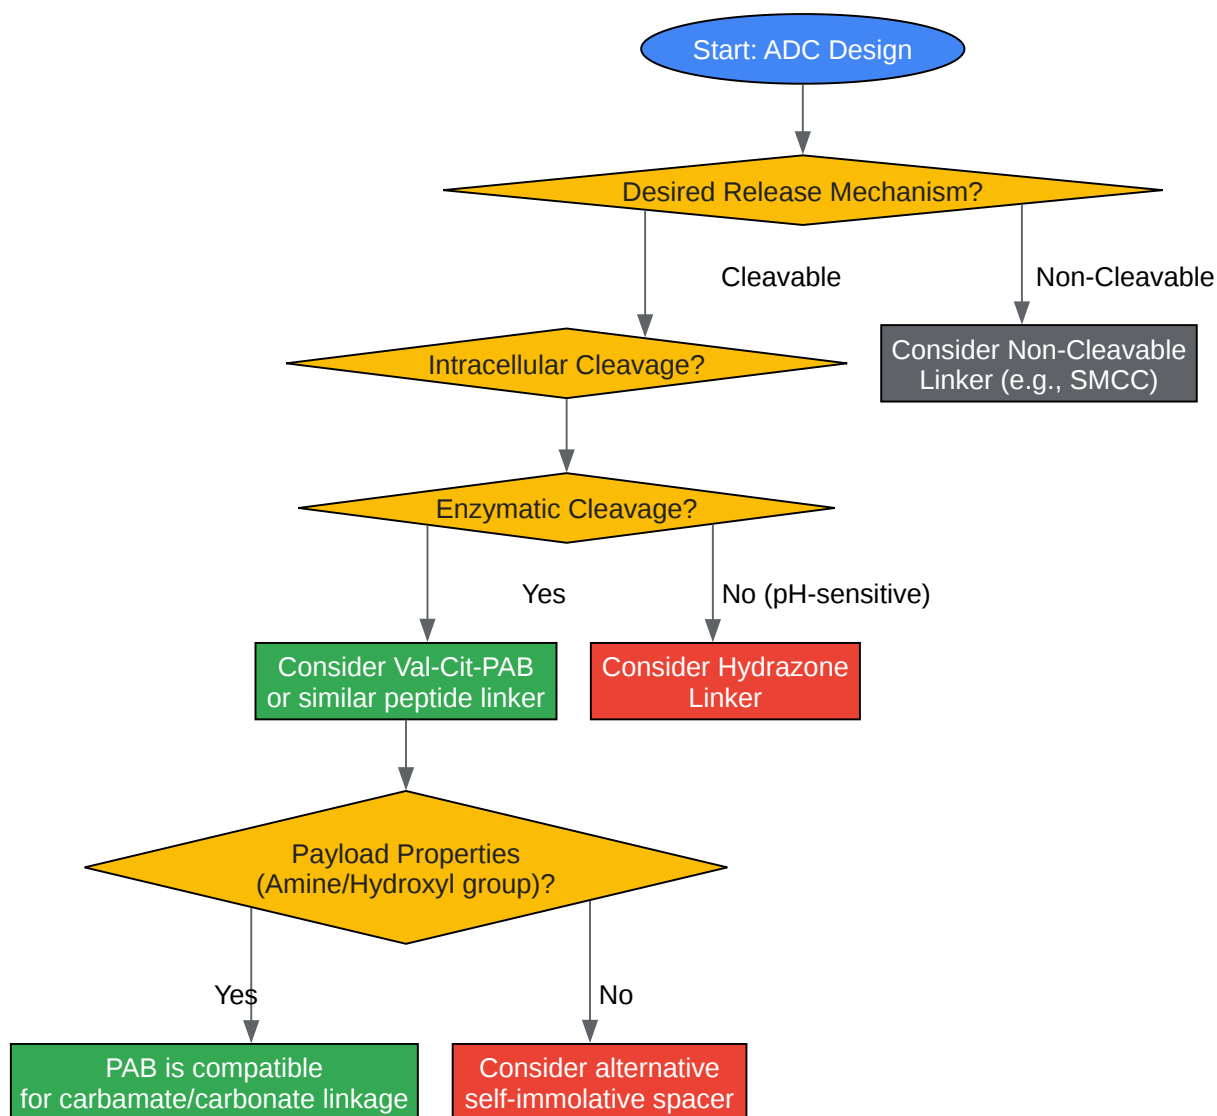 Start: ADC Design
Desired Release Mechanism?
Cleavable
Non-Cleavable
Intracellular Cleavage?
Consider Non-Cleavable
Linker (e.g., SMCC)
Enzymatic Cleavage?
Yes
No (pH-sensitive)
Consider Val-Cit-PAB
or similar peptide linker
Consider Hydrazone
Linker
Payload Properties
(Amine/Hydroxyl group)?
Yes
No
PAB is compatible
for carbamate/carbonate linkage
Consider alternative
self-immolative spacer